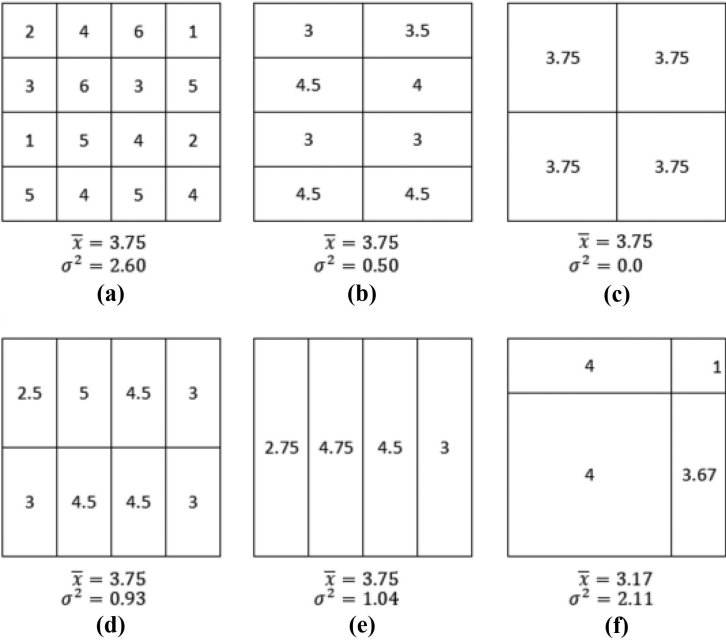 2 4 6 1
3 6 3 5
1 5 4 2
5 4 5 4
x̅ = 3.75
σ² = 2.60
(a)
3 3.5
4.5 4
3 3
4.5 4.5
x̅ = 3.75
σ² = 0.50
(b)
3.75 3.75
3.75 3.75
x̅ = 3.75
σ² = 0.0
(c)
2.5 5 4.5 3
3 4.5 4.5 3
x̅ = 3.75
σ² = 0.93
(d)
2.75 4.75 4.5 3
x̅ = 3.75
σ² = 1.04
(e)
4 1
4 3.67
x̅ = 3.17
σ² = 2.11
(f)